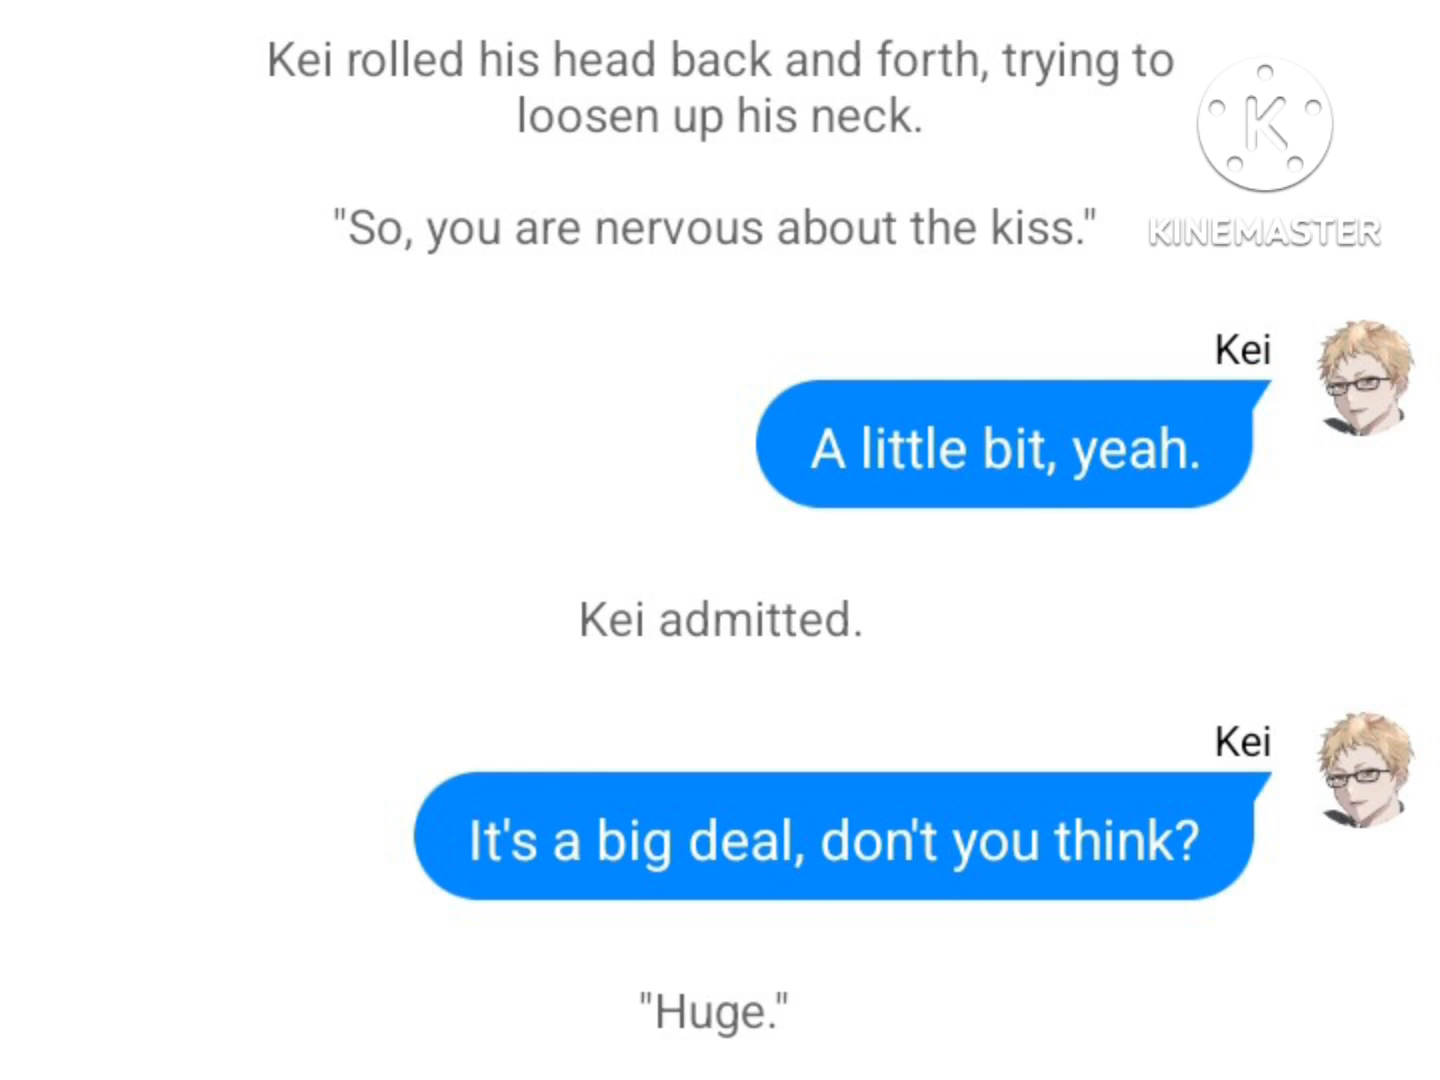 Kei rolled his head back and forth, trying to
loosen up his neck.
K
KINEMASTER
"So, you are nervous about the kiss."
Kei
A little bit, yeah.
Kei admitted.
Kei
It's a big deal, don't you think?
"Huge."